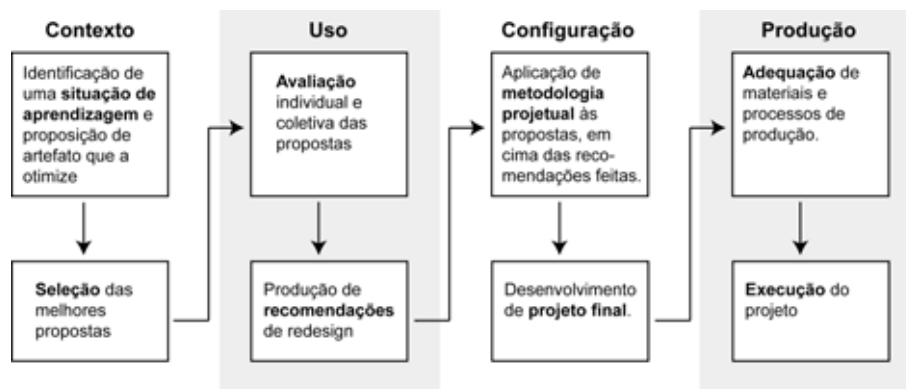 Contexto
Identificação de
uma situação de
aprendizagem e
proposição de
artefato que a
otimize
Seleção das
melhores
propostas
Uso
Avaliação
individual e
coletiva das
propostas
Produção de
recomendações
de redesign
Configuração
Aplicação de
metodologia
projetual às
propostas, em
cima das reco-
mendações feitas.
Desenvolvimento
de projeto final.
Produção
Adequação de
materiais e
processos de
produção.
Execução do
projeto